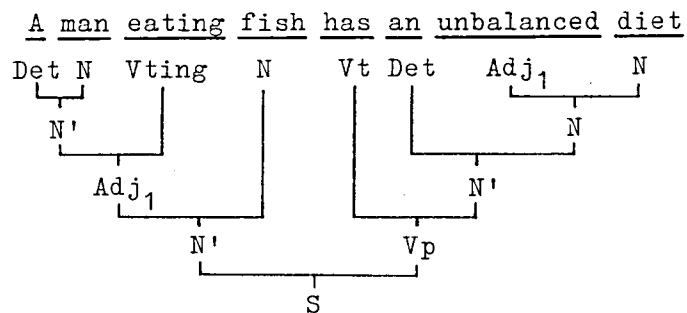 A man eating fish has an unbalanced diet
Det N Vting N Vt Det Adj1 N
N' N
Adj1 N'
N' Vp
S